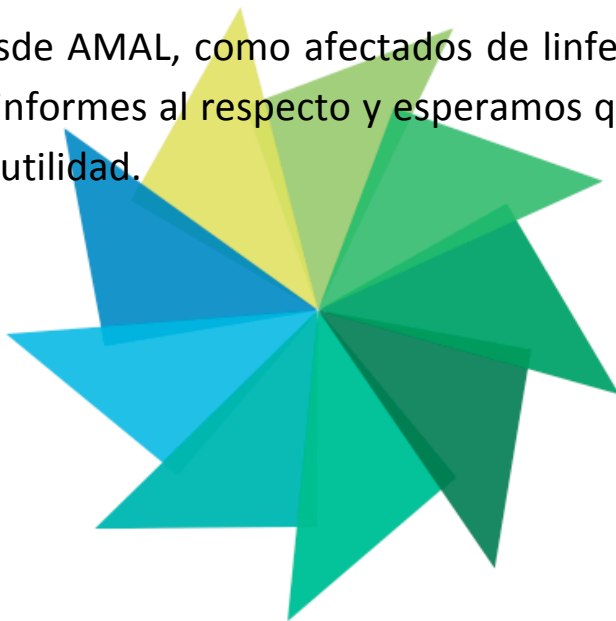 sde AMAL, como afectados de linfe
informes al respecto y esperamos q
utilidad.